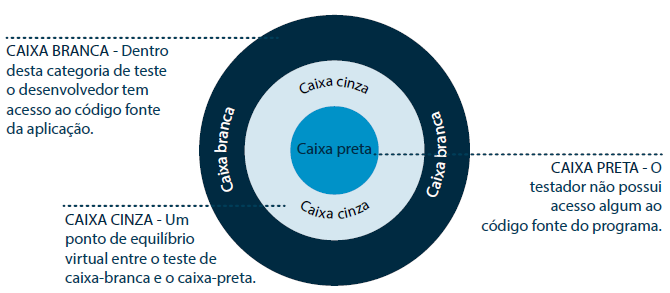 CAIXA BRANCA - Dentro
desta categoria de teste
o desenvolvedor tem
acesso ao código fonte
da aplicação.
Caixa cinza
Caixa branca
Caixa preta
Caixa branca
Caixa cinza
CAIXA PRETA - O
testador não possui
acesso algum ao
código fonte do programa.
CAIXA CINZA - Um
ponto de equilíbrio
virtual entre o teste de
caixa-branca e o caixa-preta.